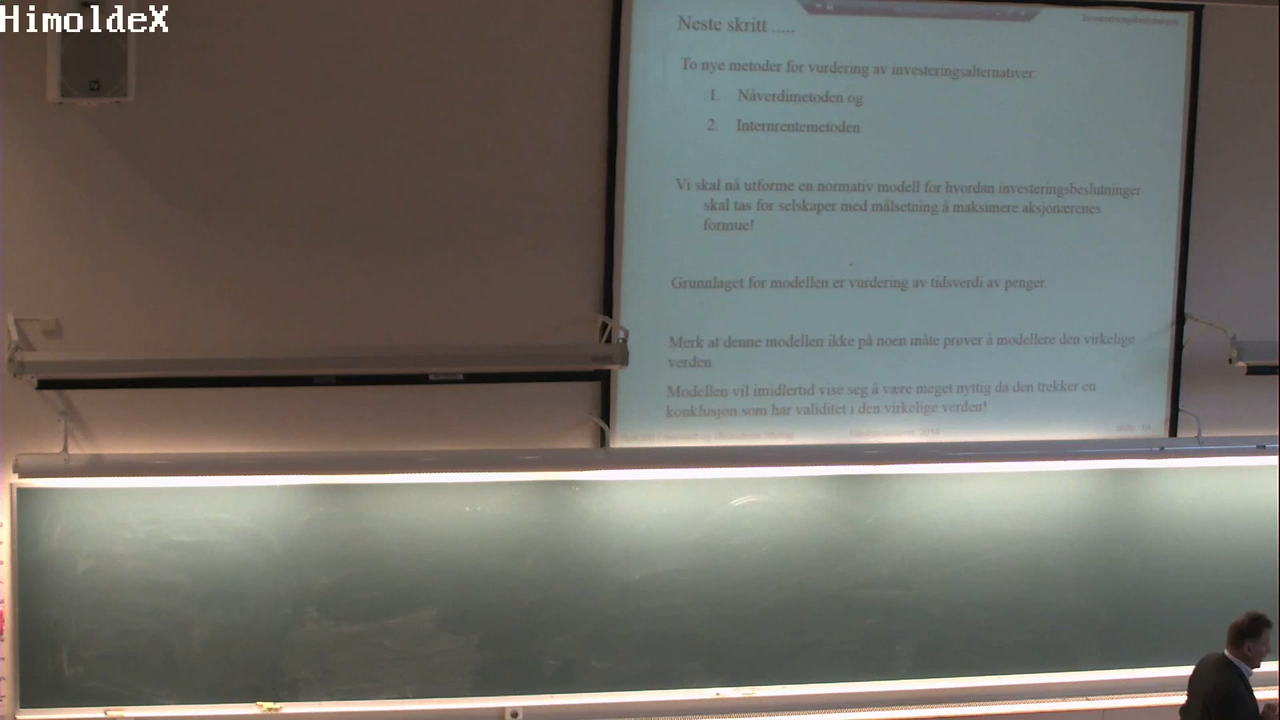 HimoldeX
Investeringsbeslutningen
Neste skritt .....
To nye metoder for vurdering av investeringsalternativer:
1. Nåverdimetoden og
2. Internrentemetoden
Vi skal nå utforme en normativ modell for hvordan investeringsbeslutninger
skal tas for selskaper med målsetning å maksimere aksjonærenes
formue!
Grunnlaget for modellen er vurdering av tidsverdi av penger
Merk at denne modellen ikke på noen måte prøver å modellere den virkelige
verden.
Modellen vil imidlertid vise seg å være meget nyttig da den trekker en
konklusjon som har validitet i den virkelige verden!